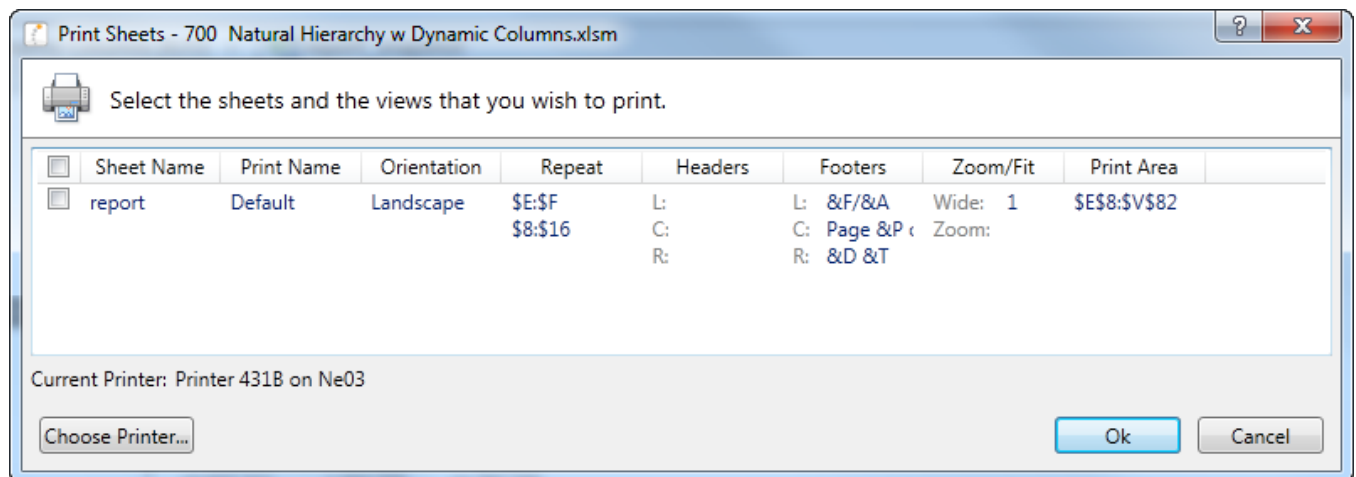 Print Sheets - 700 Natural Hierarchy w Dynamic Columns.xlsm
Select the sheets and the views that you wish to print.
Sheet Name Print Name Orientation Repeat Headers Footers Zoom/Fit Print Area
report Default Landscape $E:$F L: L: &F/&A Wide: 1 $E$8:$V$82
$8:$16 C: C: Page &P Zoom:
R: R: &D &T
Current Printer: Printer 431B on Ne03
Choose Printer... Ok Cancel